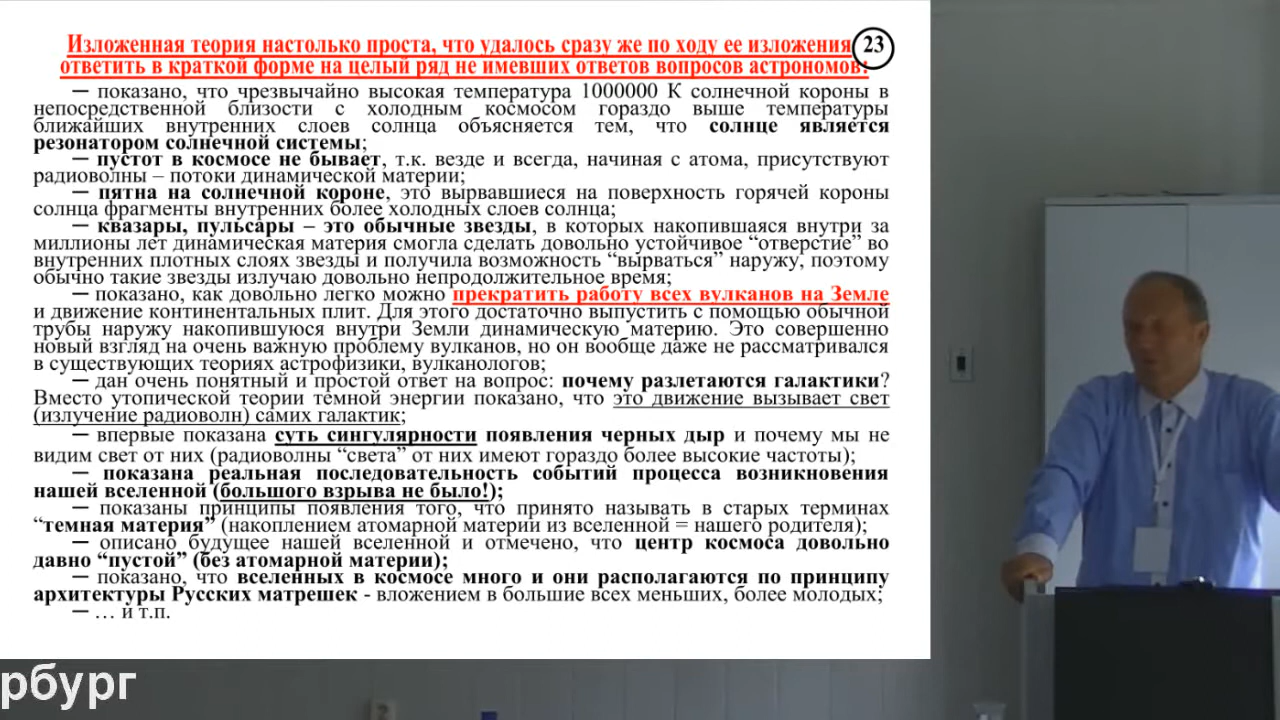 Изложенная теория настолько проста, что удалось сразу же по ходу ее изложения
23
ответить в краткой форме на целый ряд не имевших ответов вопросов астрономов:
─ показано, что чрезвычайно высокая температура 1000000 К солнечной короны в
непосредственной близости с холодным космосом гораздо выше температуры
ближайших внутренних слоев солнца объясняется тем, что солнце является
резонатором солнечной системы;
─ пустот в космосе не бывает, т.к. везде и всегда, начиная с атома, присутствуют
радиоволны – потоки динамической материи;
─ пятна на солнечной короне, это вырвавшиеся на поверхность горячей короны
солнца фрагменты внутренних более холодных слоев солнца;
─ квазары, пульсары – это обычные звезды, в которых накопившаяся внутри за
миллионы лет динамическая материя смогла сделать довольно устойчивое “отверстие” во
внутренних плотных слоях звезды и получила возможность “вырваться” наружу, поэтому
обычно такие звезды излучаю довольно непродолжительное время;
─ показано, как довольно легко можно прекратить работу всех вулканов на Земле
и движение континентальных плит. Для этого достаточно выпустить с помощью обычной
трубы наружу накопившуюся внутри Земли динамическую материю. Это совершенно
новый взгляд на очень важную проблему вулканов, но он вообще даже не рассматривался
в существующих теориях астрофизики, вулканологов;
─ дан очень понятный и простой ответ на вопрос: почему разлетаются галактики?
Вместо утопической теории тёмной энергии показано, что это движение вызывает свет
(излучение радиоволн) самих галактик;
─ впервые показана суть сингулярности появления черных дыр и почему мы не
видим свет от них (радиоволны “света” от них имеют гораздо более высокие частоты);
─ показана реальная последовательность событий процесса возникновения
нашей вселенной (большого взрыва не было!);
─ показаны принципы появления того, что принято называть в старых терминах
“темная материя” (накоплением атомарной материи из вселенной = нашего родителя);
─ описано будущее нашей вселенной и отмечено, что центр космоса довольно
давно “пустой” (без атомарной материи);
─ показано, что вселенных в космосе много и они располагаются по принципу
архитектуры Русских матрешек - вложением в большие всех меньших, более молодых;
─ … и т.п.
рбург